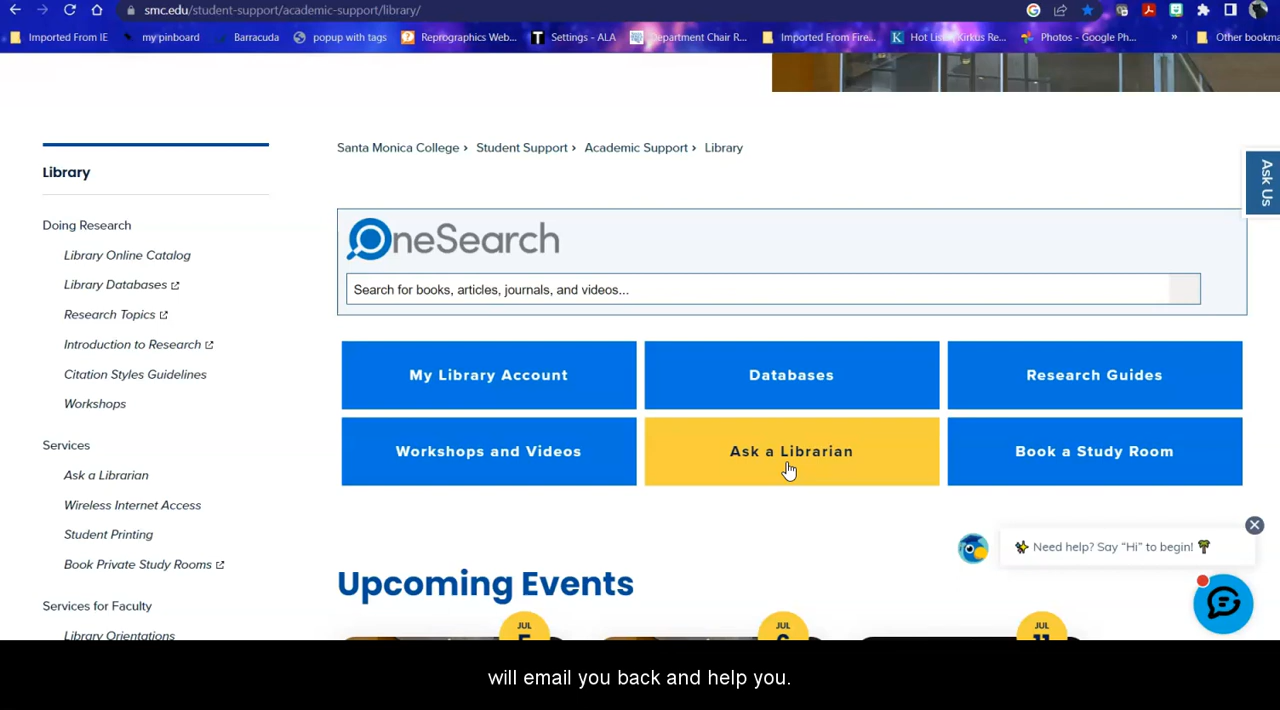 smc.edu/student-support/academic-support/library/
Imported From IE
my pinboard
Barracuda
popup with tags
Reprographics Web...
Settings - ALA
Department Chair R...
Imported From Fire...
Hot List Kirkus Re...
Photos - Google Ph...
»
Other bookma
Santa Monica College › Student Support › Academic Support › Library
Ask Us
Library
OneSearch
Search for books, articles, journals, and videos...
Doing Research
Library Online Catalog
Library Databases
Research Topics
Introduction to Research
Citation Styles Guidelines
Workshops
My Library Account
Databases
Research Guides
Workshops and Videos
Ask a Librarian
Book a Study Room
Services
Ask a Librarian
Wireless Internet Access
Student Printing
Book Private Study Rooms
Services for Faculty
Library Orientations
Need help? Say “Hi” to begin!
Upcoming Events
JUL
5
JUL
6
JUL
11
will email you back and help you.